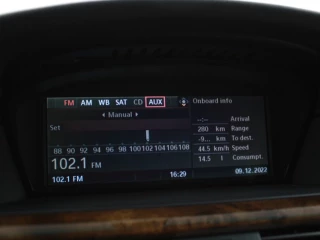 FM AM WB SAT CD AUX
Onboard info
Manual
--:-- Arrival
280 km Range
-9... km To dest.
44.5 km/h Speed
14.5 l Consumpt.
Set
88 90 92 94 96 98 100 102 104 106 108
102.1 FM
102.1 FM 16:29 09.12.2022